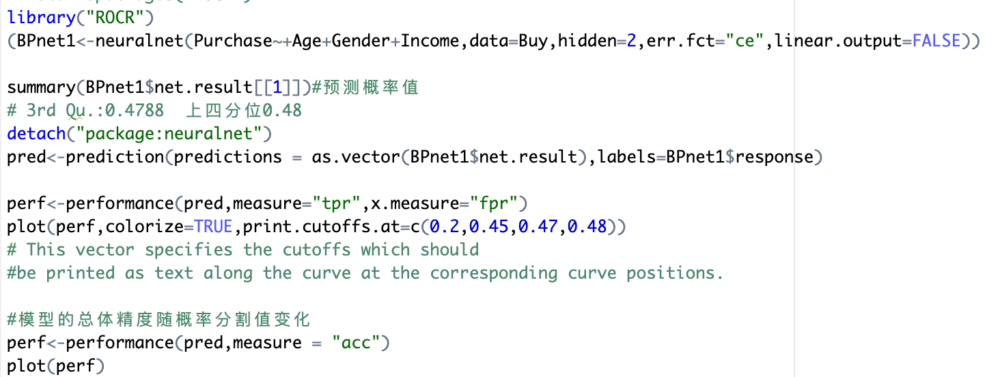 library("ROCR")
(BPnet1<-neuralnet(Purchase~+Age+Gender+Income,data=Buy,hidden=2,err.fct="ce",linear.output=FALSE))
summary(BPnet1$net.result[[1]])#预测概率值
# 3rd Qu.:0.4788  上四分位0.48
detach("package:neuralnet")
pred<-prediction(predictions = as.vector(BPnet1$net.result),labels=BPnet1$response)
perf<-performance(pred,measure="tpr",x.measure="fpr")
plot(perf,colorize=TRUE,print.cutoffs.at=c(0.2,0.45,0.47,0.48))
# This vector specifies the cutoffs which should
#be printed as text along the curve at the corresponding curve positions.
#模型的总体精度随概率分割值变化
perf<-performance(pred,measure = "acc")
plot(perf)